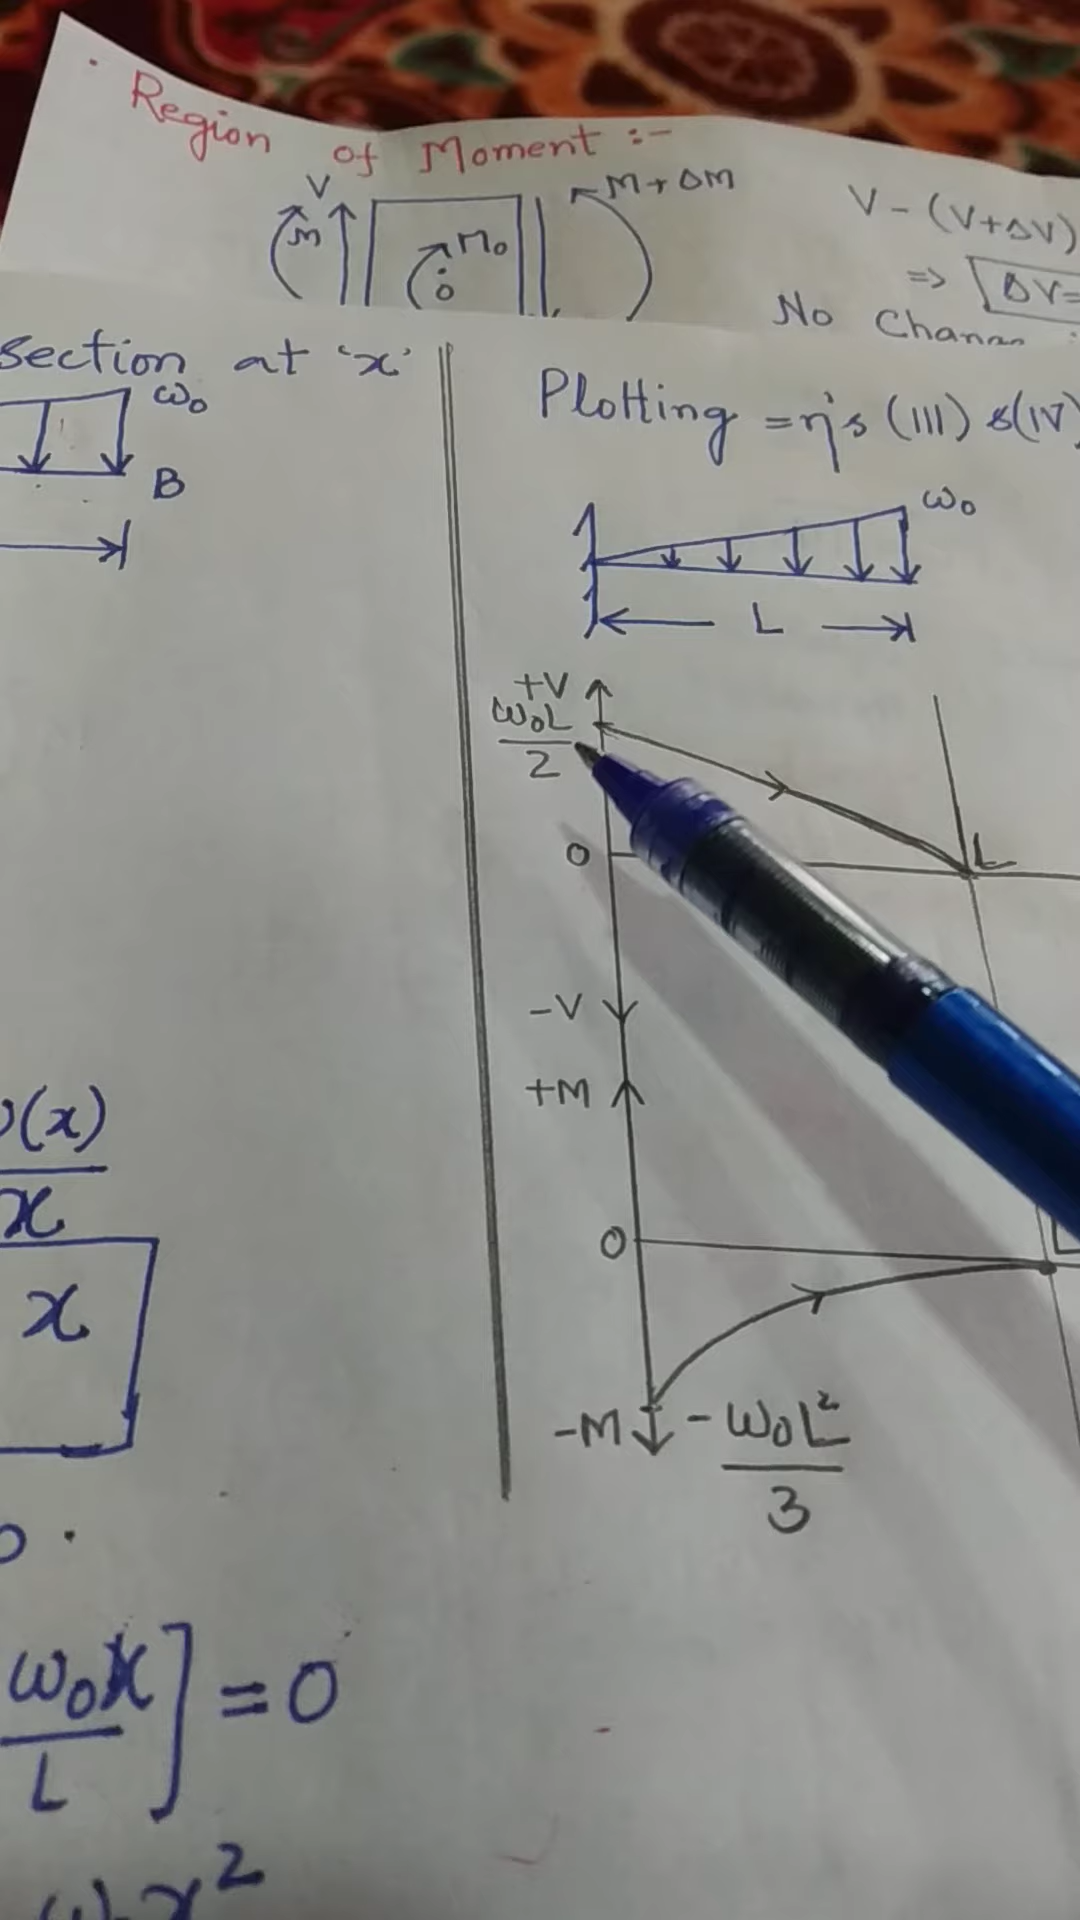 Region of Moment :-
V
M
M₀
o
M+ΔM
V - (V+ΔV)
=> ΔV=
No
section at 'x'
ω₀
B
Plotting =n's (III) &(IV)
ω₀
L
+V
ω₀L
2
0
L
-V
+M
0
-M
-ω₀L²
3
(x)
x
x
ω₀x ] = 0
L
x²